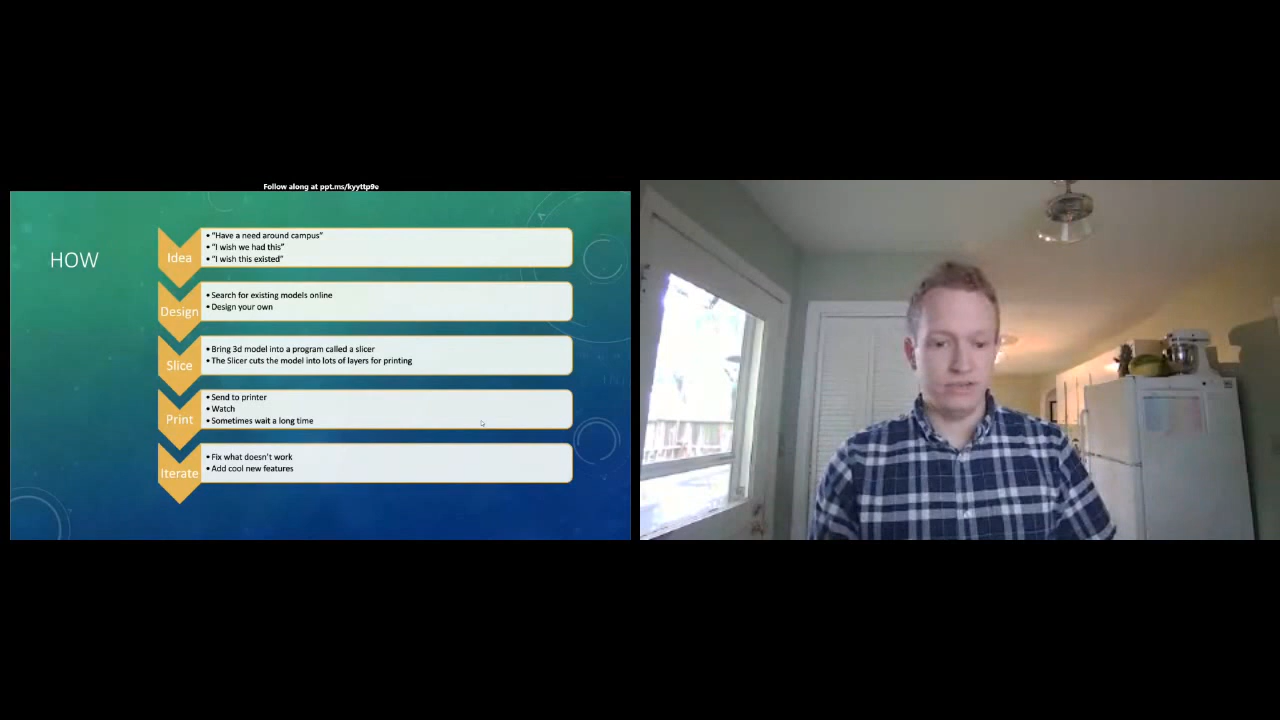 Follow along at ppt.ms/kyyttp9e
HOW
Idea
• “Have a need around campus”
• “I wish we had this”
• “I wish this existed”
Design
• Search for existing models online
• Design your own
Slice
• Bring 3d model into a program called a slicer
• The Slicer cuts the model into lots of layers for printing
Print
• Send to printer
• Watch
• Sometimes wait a long time
Iterate
• Fix what doesn’t work
• Add cool new features